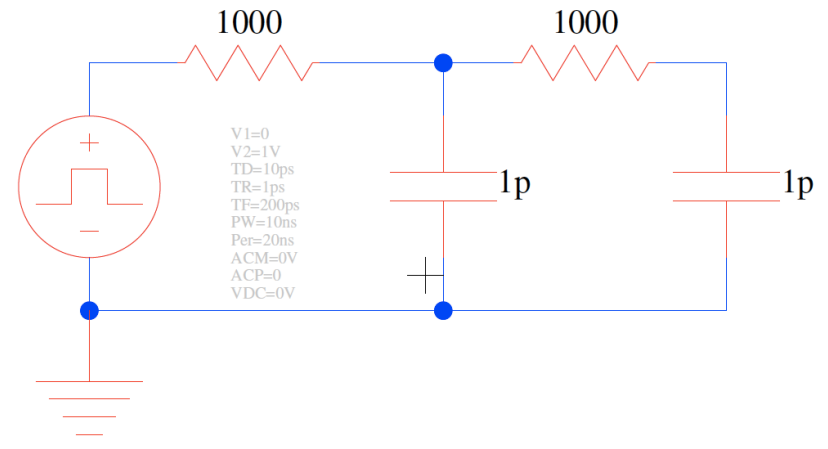 1000
1000
V1=0
V2=1V
TD=10ps
TR=1ps
TF=200ps
PW=10ns
Per=20ns
ACM=0V
ACP=0
VDC=0V
1p
1p